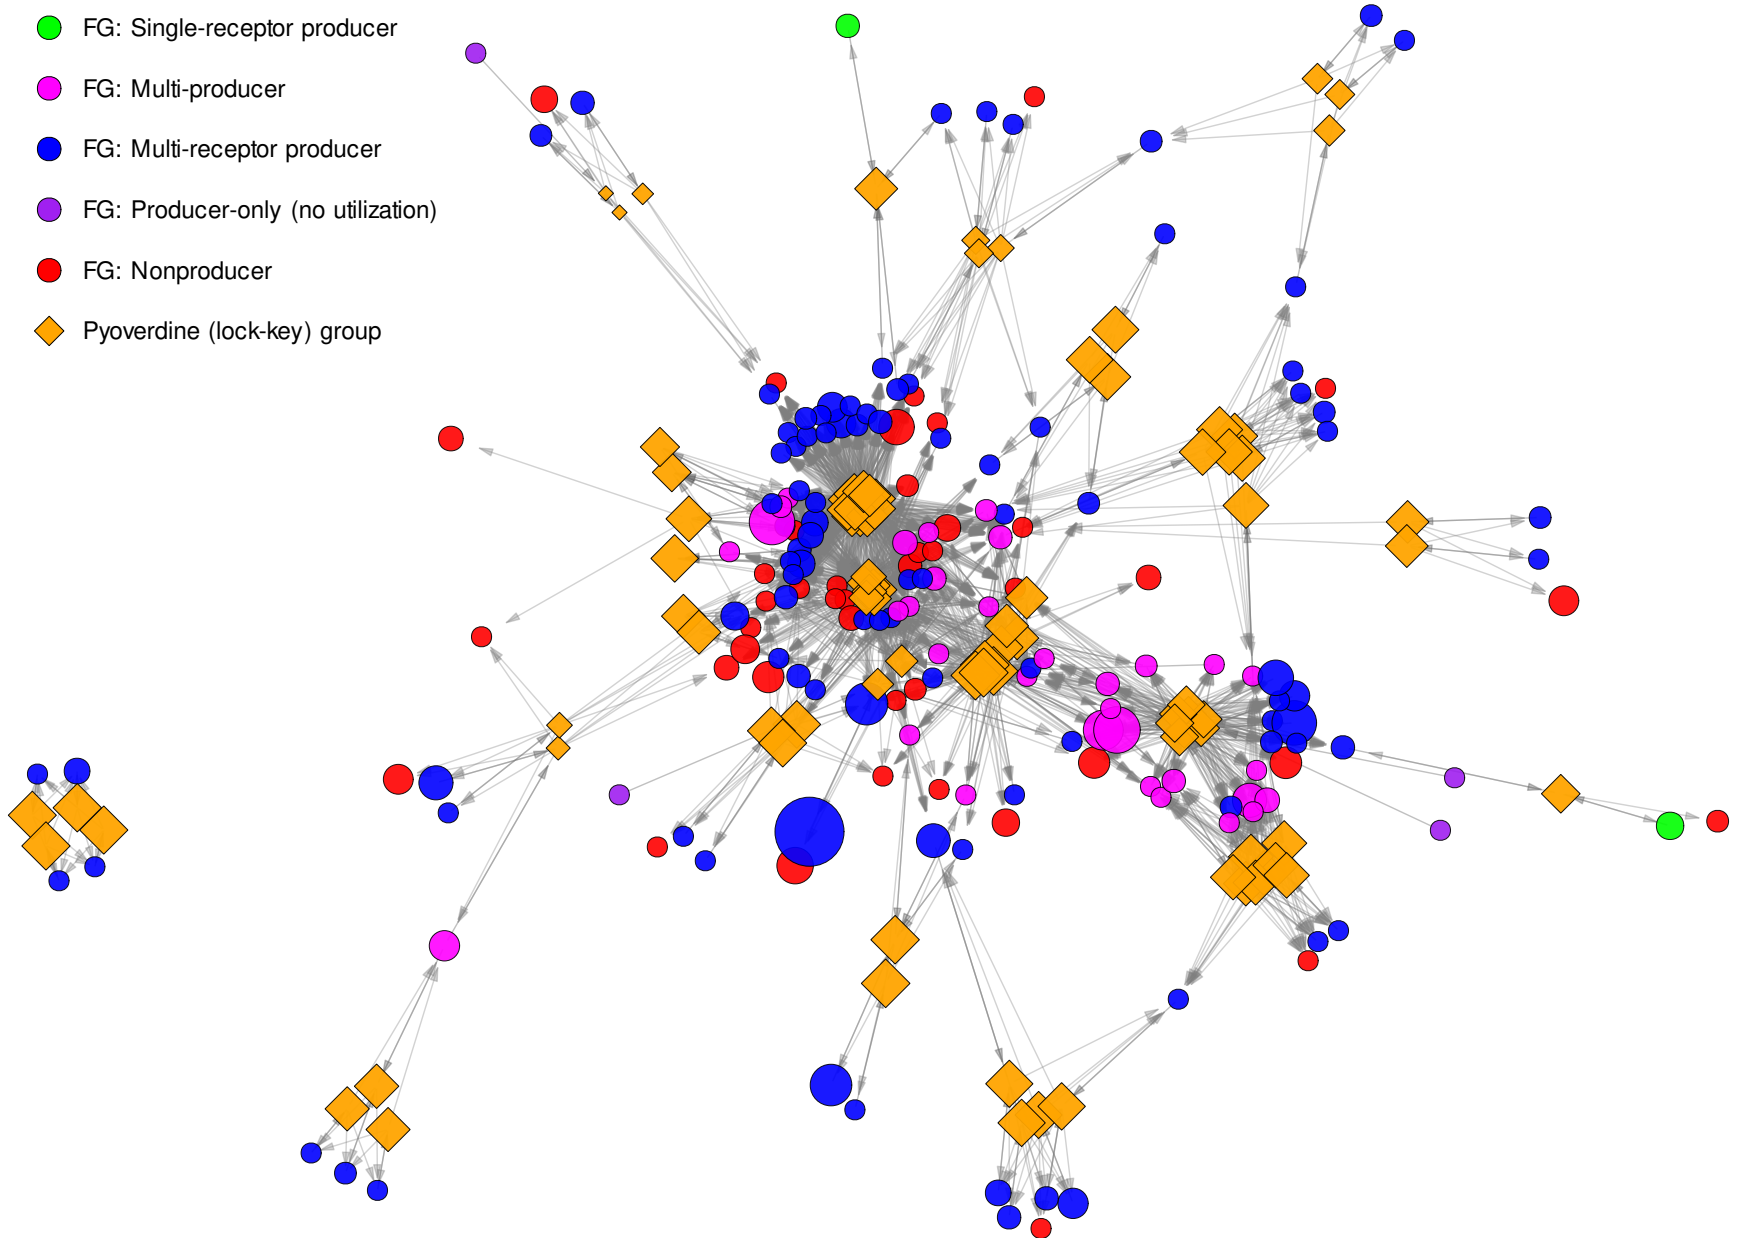 FG: Single-receptor producer
FG: Multi-producer
FG: Multi-receptor producer
FG: Producer-only (no utilization)
FG: Nonproducer
Pyoverdine (lock-key) group